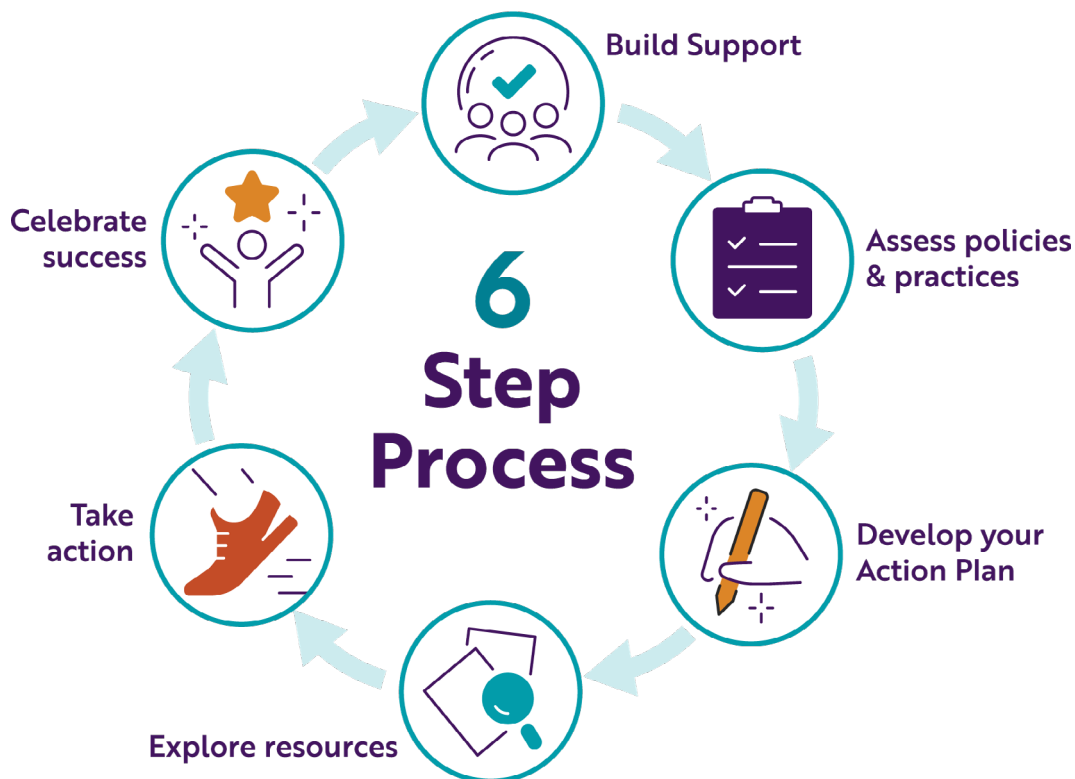 Build Support
Assess policies
& practices
Develop your
Action Plan
Explore resources
Take
action
Celebrate
success
6
Step
Process